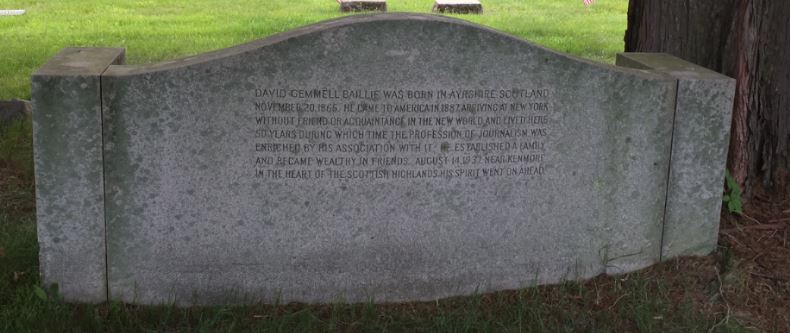 DAVID GEMMELL BAILLIE WAS BORN IN AYRSHIRE SCOTLAND
NOVEMBER 20, 1865. HE CAME TO AMERICA IN 1887, ARRIVING AT NEW YORK
WITHOUT FRIEND OR ACQUAINTANCE IN THE NEW WORLD AND LIVED HERE
50 YEARS DURING WHICH TIME THE PROFESSION OF JOURNALISM WAS
ENRICHED BY HIS ASSOCIATION WITH IT. HE ESTABLISHED A FAMILY
AND BECAME WEALTHY IN FRIENDS. AUGUST 14, 1937 NEAR KENMORE
IN THE HEART OF THE SCOTTISH HIGHLANDS HIS SPIRIT WENT ON AHEAD.